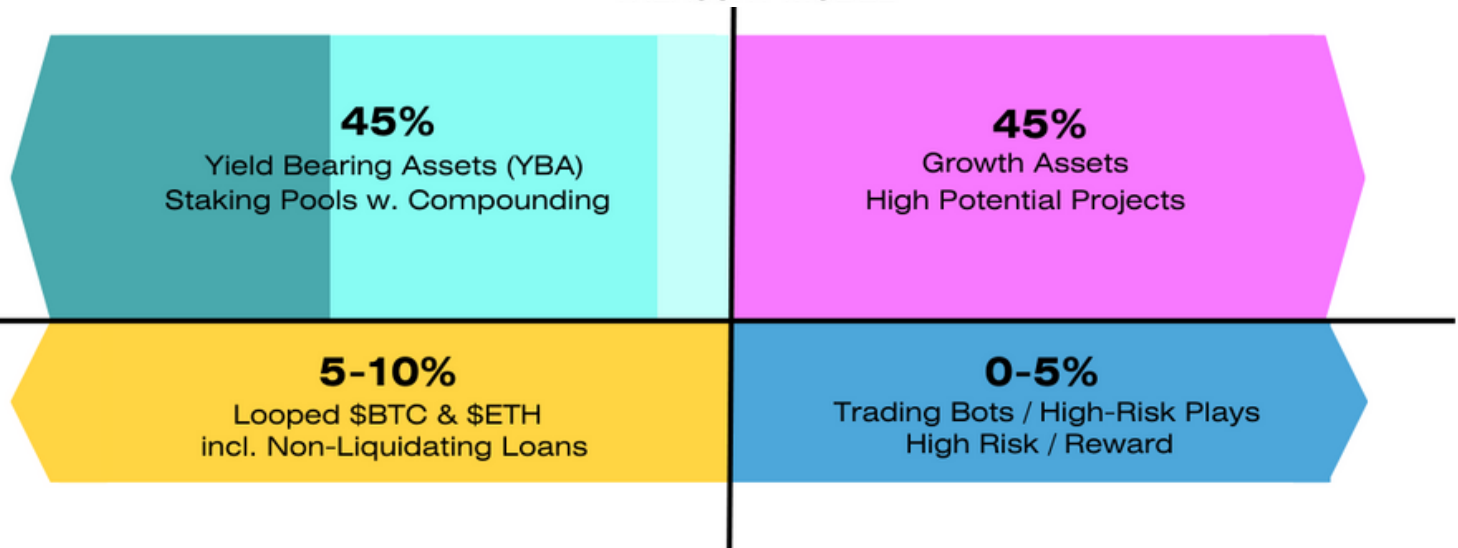 45%
Yield Bearing Assets (YBA)
Staking Pools w. Compounding
45%
Growth Assets
High Potential Projects
5-10%
Looped $BTC & $ETH
incl. Non-Liquidating Loans
0-5%
Trading Bots / High-Risk Plays
High Risk / Reward